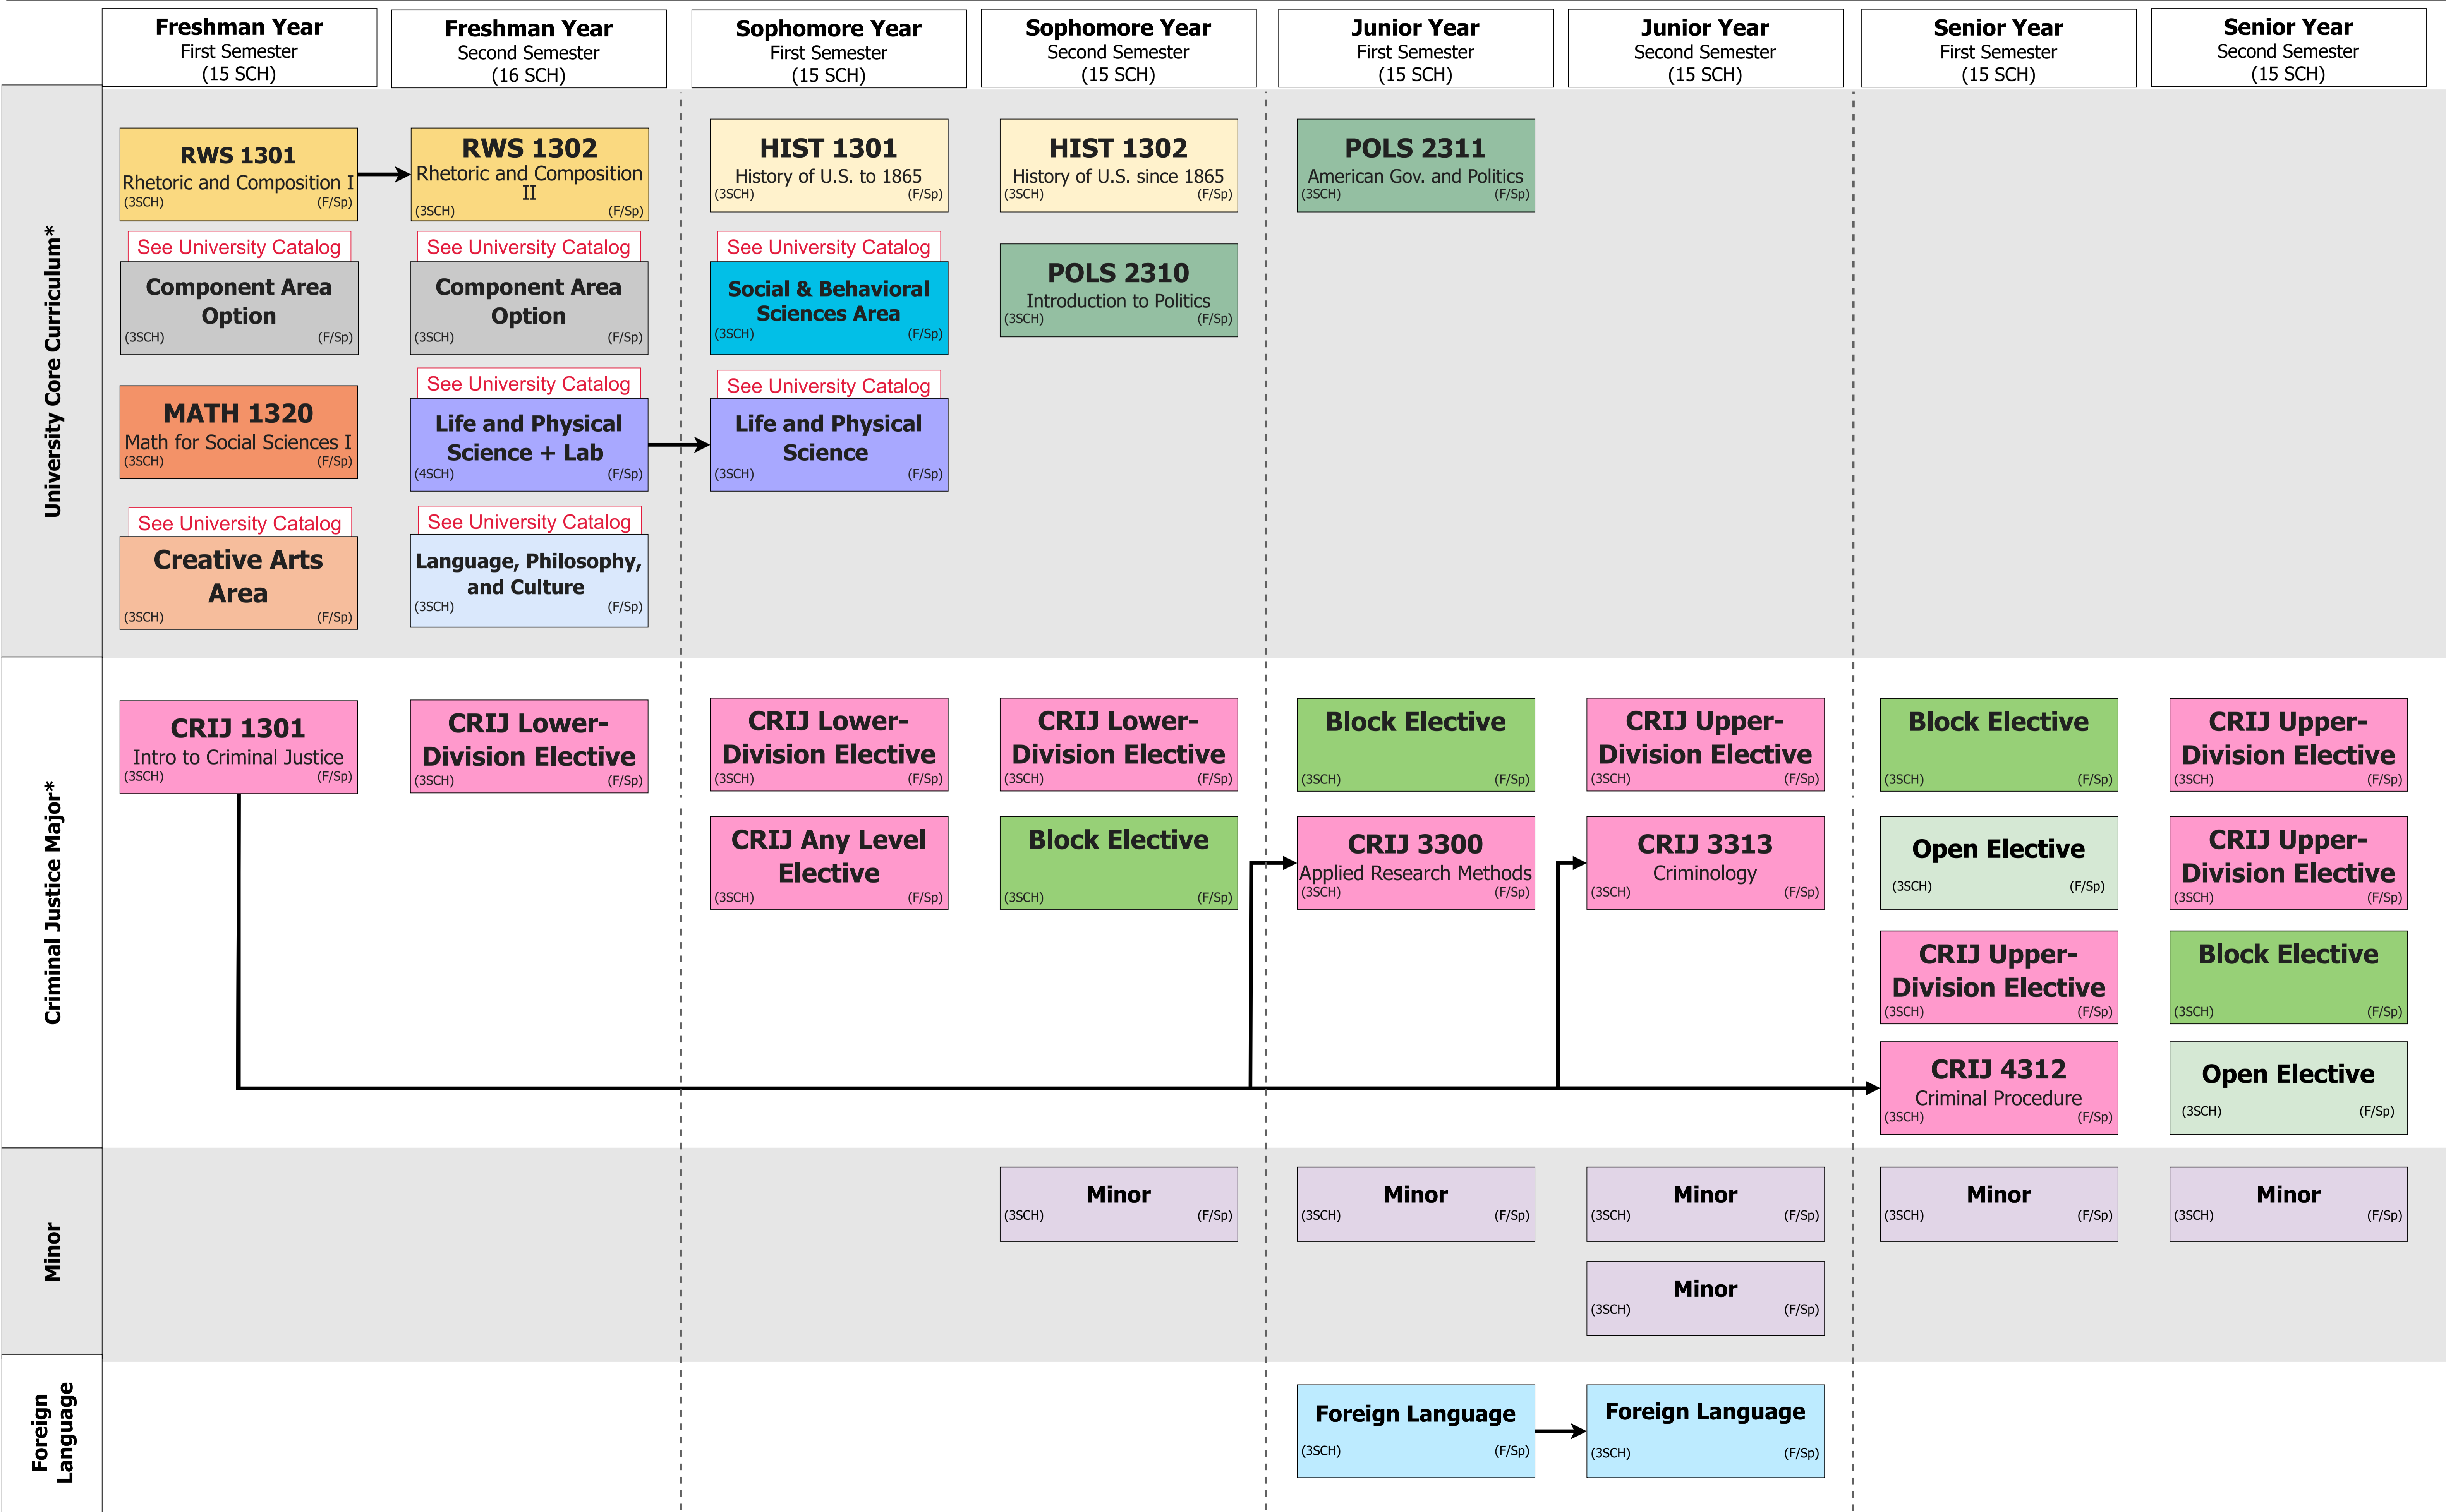 Freshman Year
First Semester
(15 SCH)
Freshman Year
Second Semester
(16 SCH)
Sophomore Year
First Semester
(15 SCH)
Sophomore Year
Second Semester
(15 SCH)
Junior Year
First Semester
(15 SCH)
Junior Year
Second Semester
(15 SCH)
Senior Year
First Semester
(15 SCH)
Senior Year
Second Semester
(15 SCH)
University Core Curriculum*
RWS 1301
Rhetoric and Composition I
(3SCH) (F/Sp)
RWS 1302
Rhetoric and Composition
II
(3SCH) (F/Sp)
HIST 1301
History of U.S. to 1865
(3SCH) (F/Sp)
HIST 1302
History of U.S. since 1865
(3SCH) (F/Sp)
POLS 2311
American Gov. and Politics
(3SCH) (F/Sp)
See University Catalog
Component Area
Option
(3SCH) (F/Sp)
See University Catalog
Component Area
Option
(3SCH) (F/Sp)
See University Catalog
Social & Behavioral
Sciences Area
(3SCH) (F/Sp)
POLS 2310
Introduction to Politics
(3SCH) (F/Sp)
MATH 1320
Math for Social Sciences I
(3SCH) (F/Sp)
See University Catalog
Life and Physical
Science + Lab
(4SCH) (F/Sp)
See University Catalog
Life and Physical
Science
(3SCH) (F/Sp)
See University Catalog
Creative Arts
Area
(3SCH) (F/Sp)
See University Catalog
Language, Philosophy,
and Culture
(3SCH) (F/Sp)
Criminal Justice Major*
CRIJ 1301
Intro to Criminal Justice
(3SCH) (F/Sp)
CRIJ Lower-
Division Elective
(3SCH) (F/Sp)
CRIJ Lower-
Division Elective
(3SCH) (F/Sp)
CRIJ Lower-
Division Elective
(3SCH) (F/Sp)
Block Elective
(3SCH) (F/Sp)
CRIJ Upper-
Division Elective
(3SCH) (F/Sp)
Block Elective
(3SCH) (F/Sp)
CRIJ Upper-
Division Elective
(3SCH) (F/Sp)
CRIJ Any Level
Elective
(3SCH) (F/Sp)
Block Elective
(3SCH) (F/Sp)
CRIJ 3300
Applied Research Methods
(3SCH) (F/Sp)
CRIJ 3313
Criminology
(3SCH) (F/Sp)
Open Elective
(3SCH) (F/Sp)
CRIJ Upper-
Division Elective
(3SCH) (F/Sp)
CRIJ Upper-
Division Elective
(3SCH) (F/Sp)
Block Elective
(3SCH) (F/Sp)
CRIJ 4312
Criminal Procedure
(3SCH) (F/Sp)
Open Elective
(3SCH) (F/Sp)
Minor
Minor
(3SCH) (F/Sp)
Minor
(3SCH) (F/Sp)
Minor
(3SCH) (F/Sp)
Minor
(3SCH) (F/Sp)
Minor
(3SCH) (F/Sp)
Minor
(3SCH) (F/Sp)
Foreign
Language
Foreign Language
(3SCH) (F/Sp)
Foreign Language
(3SCH) (F/Sp)